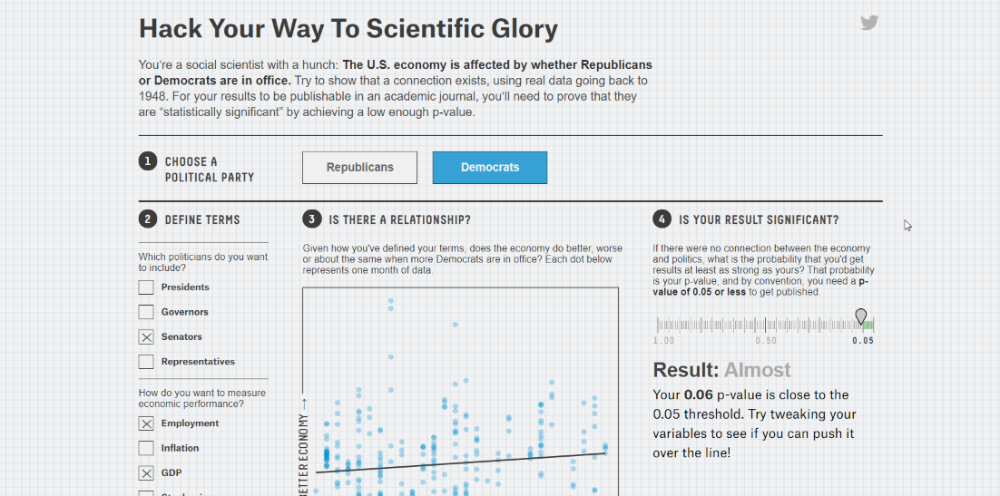 Hack Your Way To Scientific Glory
You're a social scientist with a hunch: The U.S. economy is affected by whether Republicans
or Democrats are in office. Try to show that a connection exists, using real data going back to
1948. For your results to be publishable in an academic journal, you'll need to prove that they
are “statistically significant” by achieving a low enough p-value.
1 CHOOSE A
POLITICAL PARTY
Republicans
Democrats
2 DEFINE TERMS
Which politicians do you want
to include?
Presidents
Governors
Senators
Representatives
How do you want to measure
economic performance?
Employment
Inflation
GDP
3 IS THERE A RELATIONSHIP?
Given how you've defined your terms, does the economy do better, worse
or about the same when more Democrats are in office? Each dot below
represents one month of data.
BETTER ECONOMY →
4 IS YOUR RESULT SIGNIFICANT?
If there were no connection between the economy
and politics, what is the probability that you'd get
results at least as strong as yours? That probability
is your p-value, and by convention, you need a p-
value of 0.05 or less to get published.
1.00 0.50 0.05
Result: Almost
Your 0.06 p-value is close to the
0.05 threshold. Try tweaking your
variables to see if you can push it
over the line!